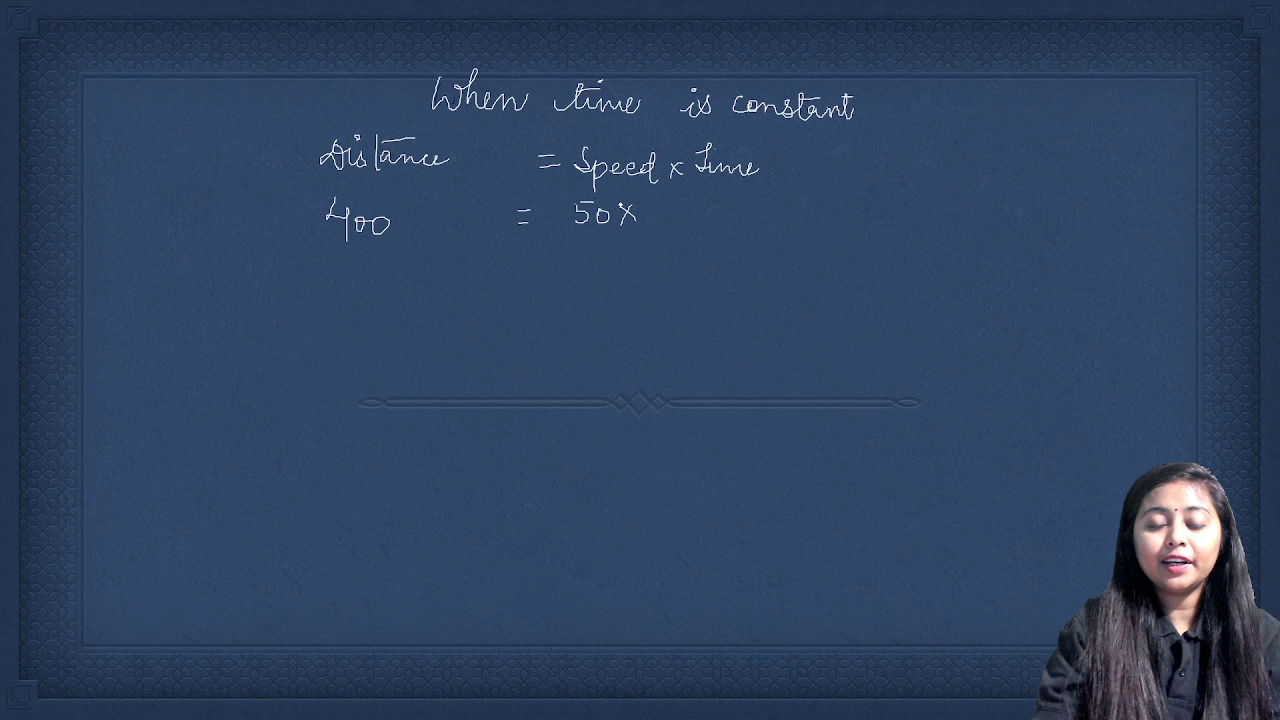 When time is constant
Distance = Speed x Time
400 = 50 x